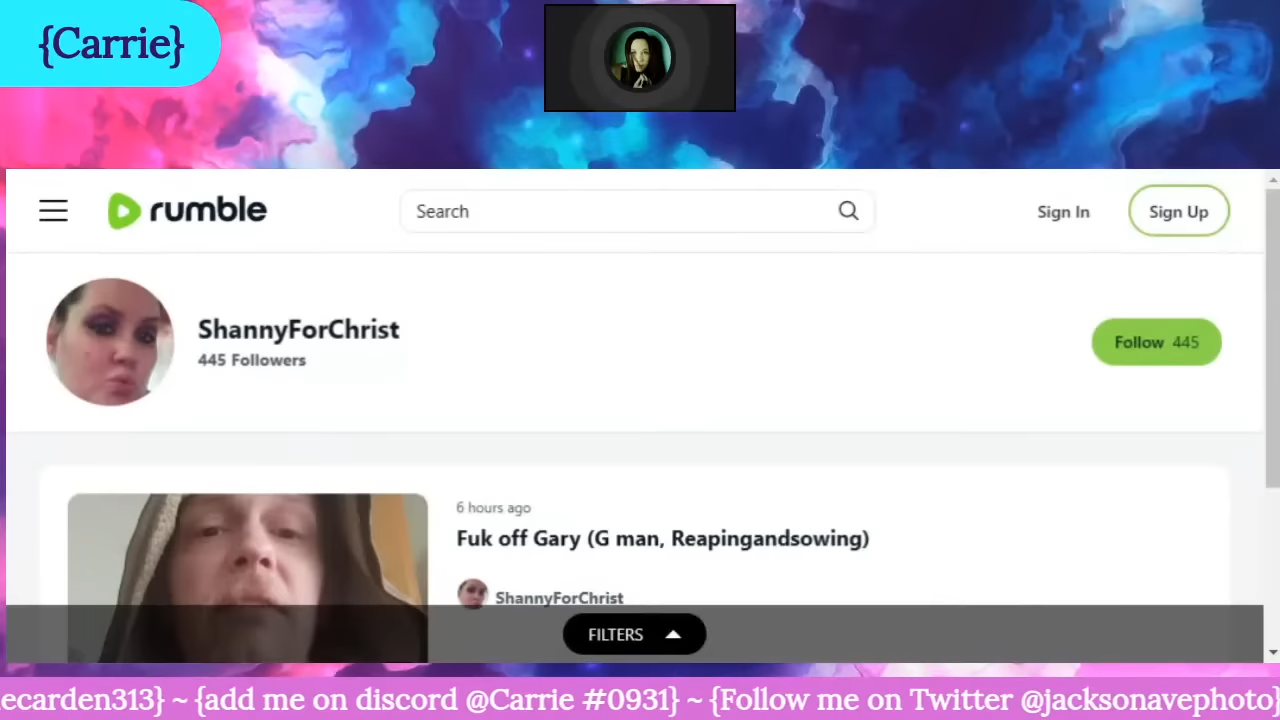 {Carrie}
rumble
Search
Sign In
Sign Up
ShannyForChrist
445 Followers
Follow 445
6 hours ago
Fuk off Gary (G man, Reapingandsowing)
ShannyForChrist
FILTERS
ecarden313} ~ {add me on discord @Carrie #0931} ~ {Follow me on Twitter @jacksonavephoto}